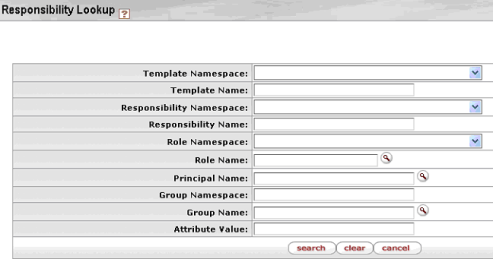 Responsibility Lookup ?
Template Namespace:
Template Name:
Responsibility Namespace:
Responsibility Name:
Role Namespace:
Role Name:
Principal Name:
Group Namespace:
Group Name:
Attribute Value:
search clear cancel